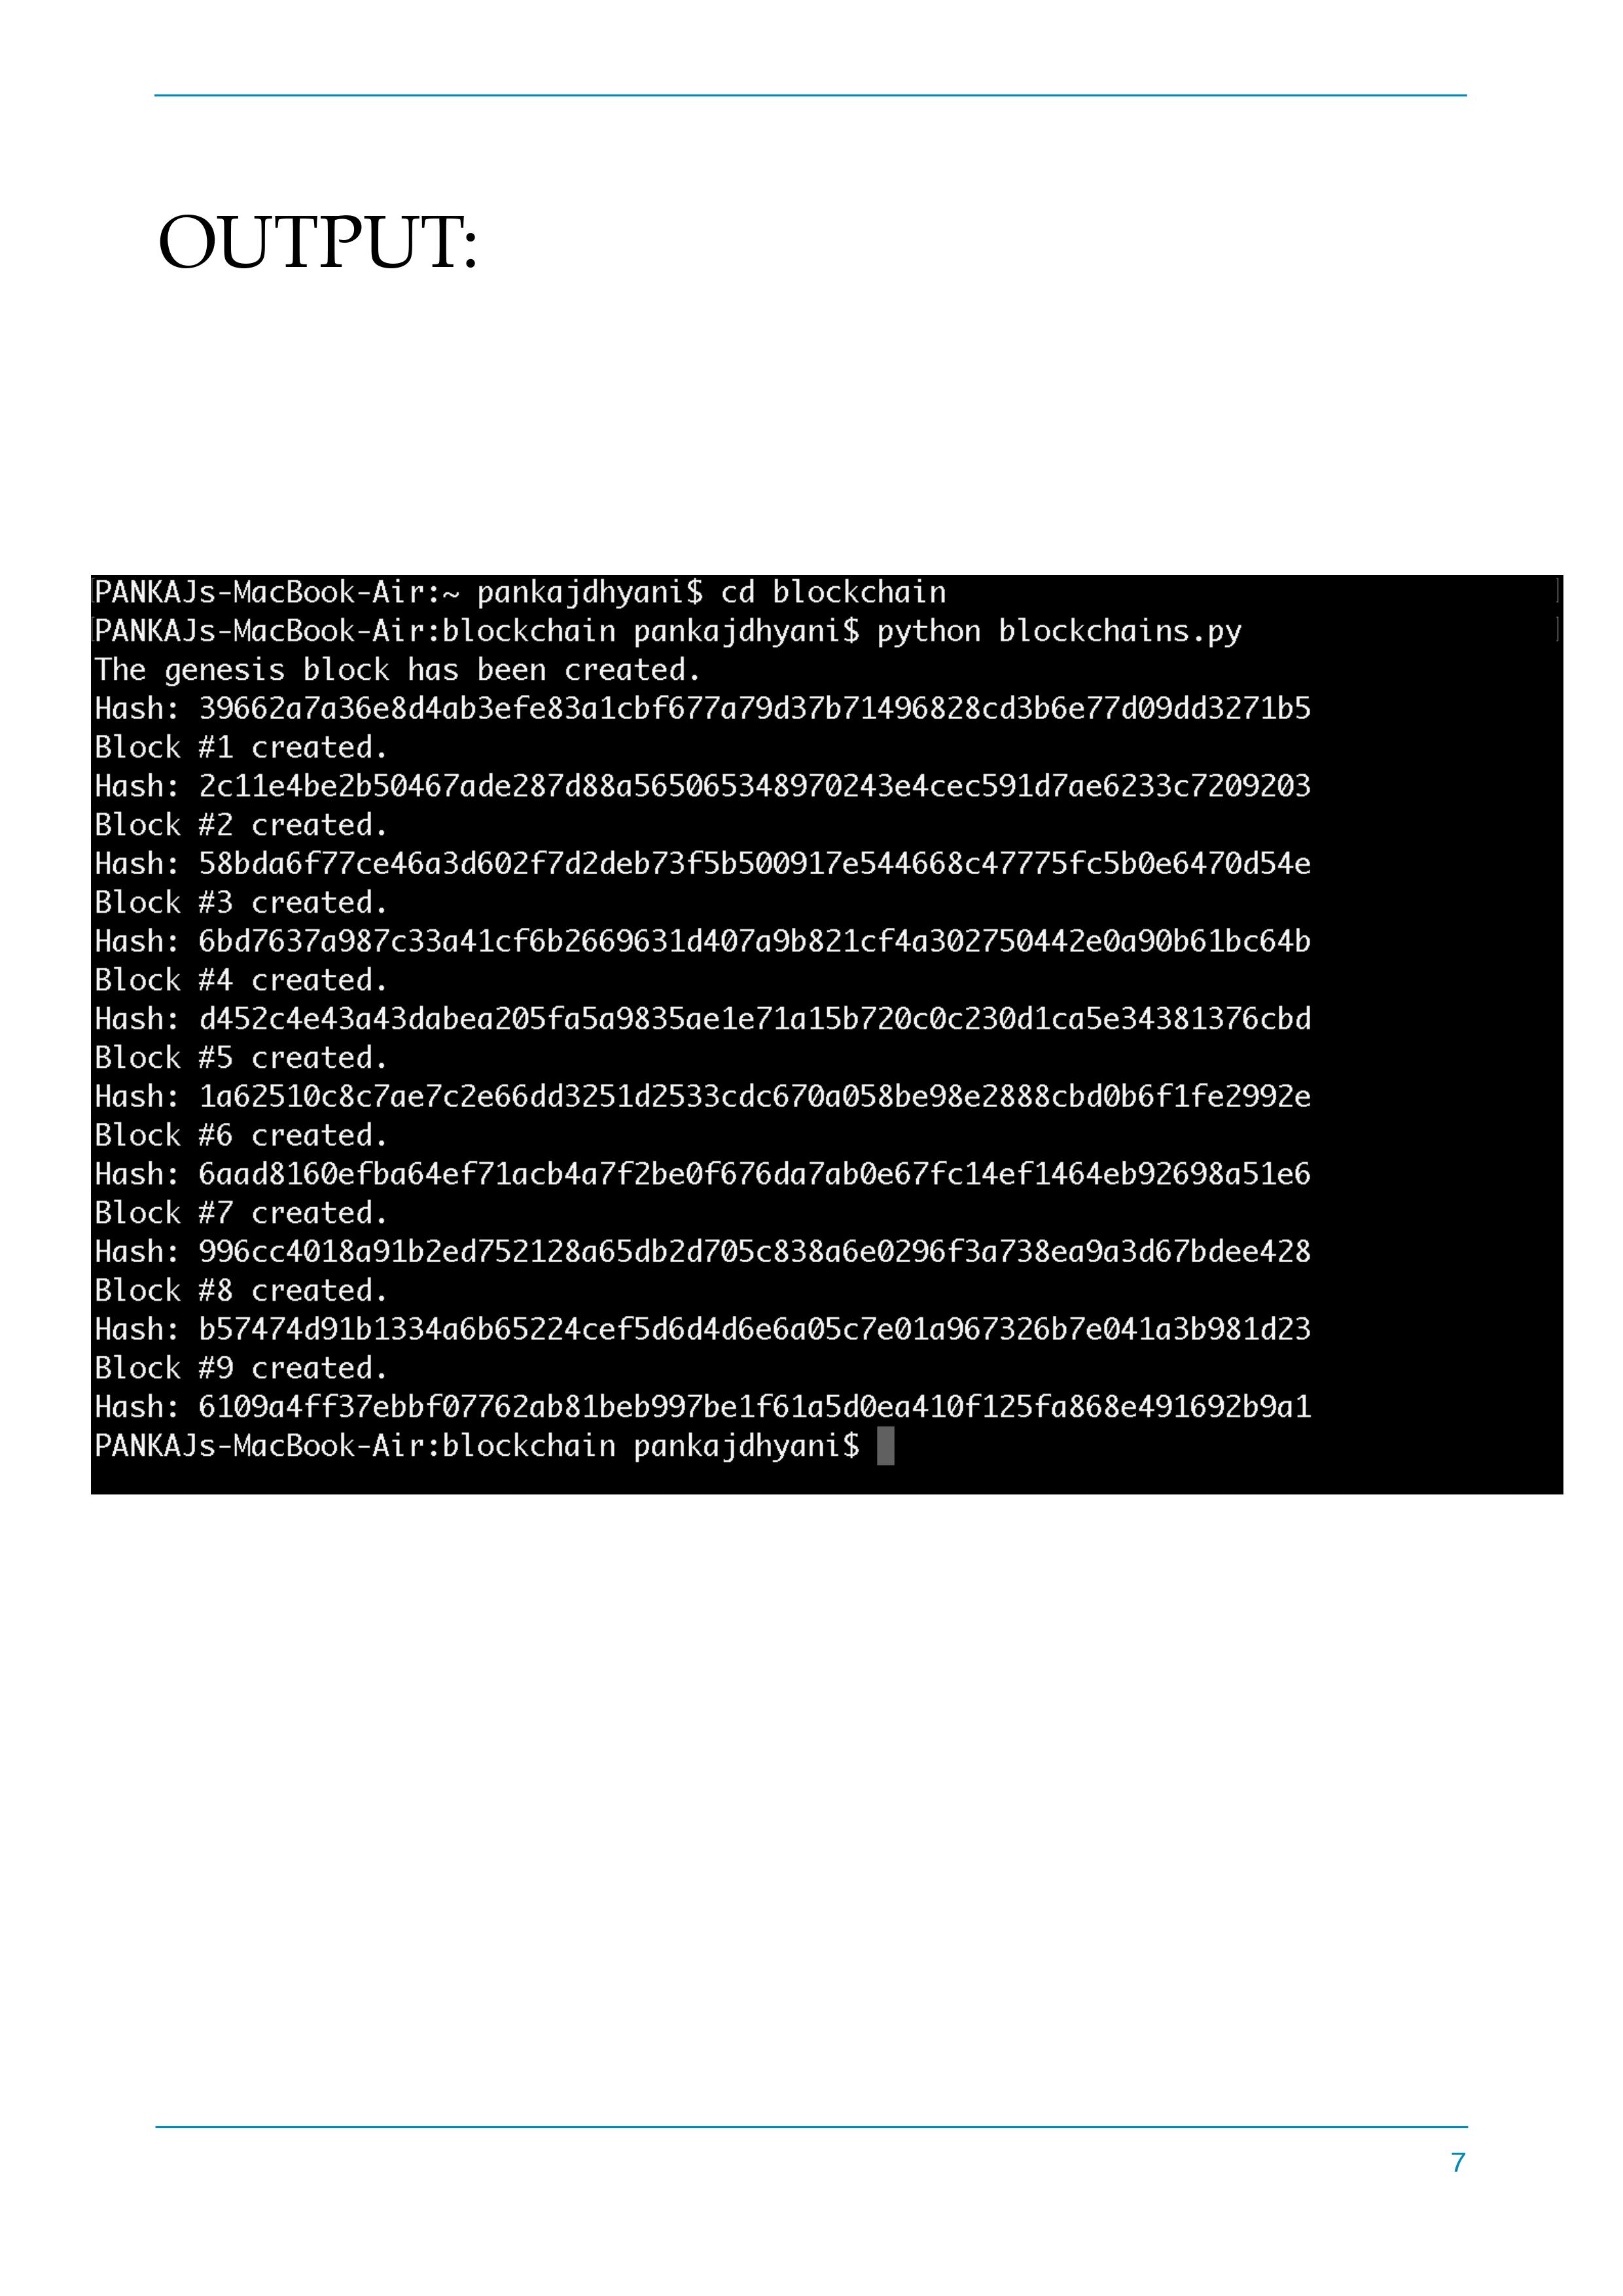 OUTPUT:
PANKAJs-MacBook-Air:~ pankajdhyani$ cd blockchain
PANKAJs-MacBook-Air:blockchain pankajdhyani$ python blockchains.py
The genesis block has been created.
Hash: 39662a7a36e8d4ab3efe83a1cbf677a79d37b71496828cd3b6e77d09dd3271b5
Block #1 created.
Hash: 2c11e4be2b50467ade287d88a565065348970243e4cec591d7ae6233c7209203
Block #2 created.
Hash: 58bda6f77ce46a3d602f7d2deb73f5b500917e544668c47775fc5b0e6470d54e
Block #3 created.
Hash: 6bd7637a987c33a41cf6b2669631d407a9b821cf4a302750442e0a90b61bc64b
Block #4 created.
Hash: d452c4e43a43dabea205fa5a9835ae1e71a15b720c0c230d1ca5e34381376cbd
Block #5 created.
Hash: 1a62510c8c7ae7c2e66dd3251d2533cdc670a058be98e2888cbd0b6f1fe2992e
Block #6 created.
Hash: 6aad8160efba64ef71acb4a7f2be0f676da7ab0e67fc14ef1464eb92698a51e6
Block #7 created.
Hash: 996cc4018a91b2ed752128a65db2d705c838a6e0296f3a738ea9a3d67bdee428
Block #8 created.
Hash: b57474d91b1334a6b65224cef5d6d4d6e6a05c7e01a967326b7e041a3b981d23
Block #9 created.
Hash: 6109a4ff37ebbf07762ab81beb997be1f61a5d0ea410f125fa868e491692b9a1
PANKAJs-MacBook-Air:blockchain pankajdhyani$
7